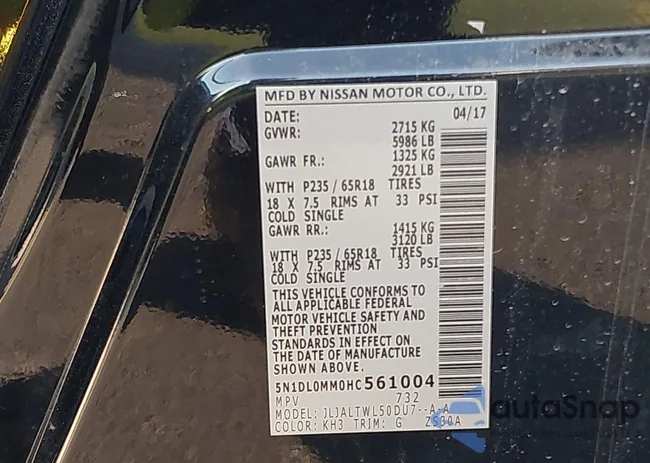 MFD BY NISSAN MOTOR CO., LTD.
DATE: 04/17
GVWR: 2715 KG
5986 LB
GAWR FR.: 1325 KG
2921 LB
WITH P235 / 65R18 TIRES
18 X 7.5 RIMS AT 33 PSI
COLD SINGLE
GAWR RR.: 1415 KG
3120 LB
WITH P235 / 65R18 TIRES
18 X 7.5 RIMS AT 33 PSI
COLD SINGLE
THIS VEHICLE CONFORMS TO
ALL APPLICABLE FEDERAL
MOTOR VEHICLE SAFETY AND
THEFT PREVENTION
STANDARDS IN EFFECT ON
THE DATE OF MANUFACTURE
SHOWN ABOVE.
5N1DL0MM0HC561004
MPV 732
MODEL: JLJALTWL50DU7--A-A
COLOR: KH3 TRIM: G ZS30A
autoSnap